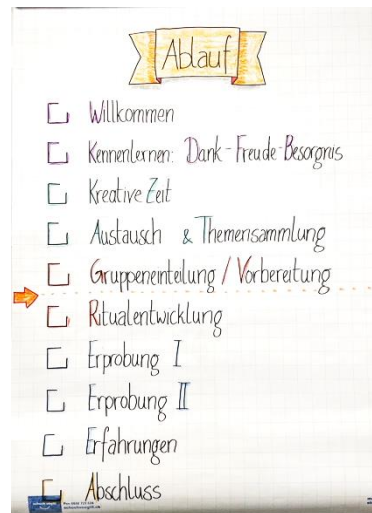 Ablauf
Willkommen
Kennenlernen: Dank-Freude-Besorgnis
Kreative Zeit
Austausch & Themensammlung
Gruppeneinteilung / Vorbereitung
Ritualentwicklung
Erprobung I
Erprobung II
Erfahrungen
Abschluss